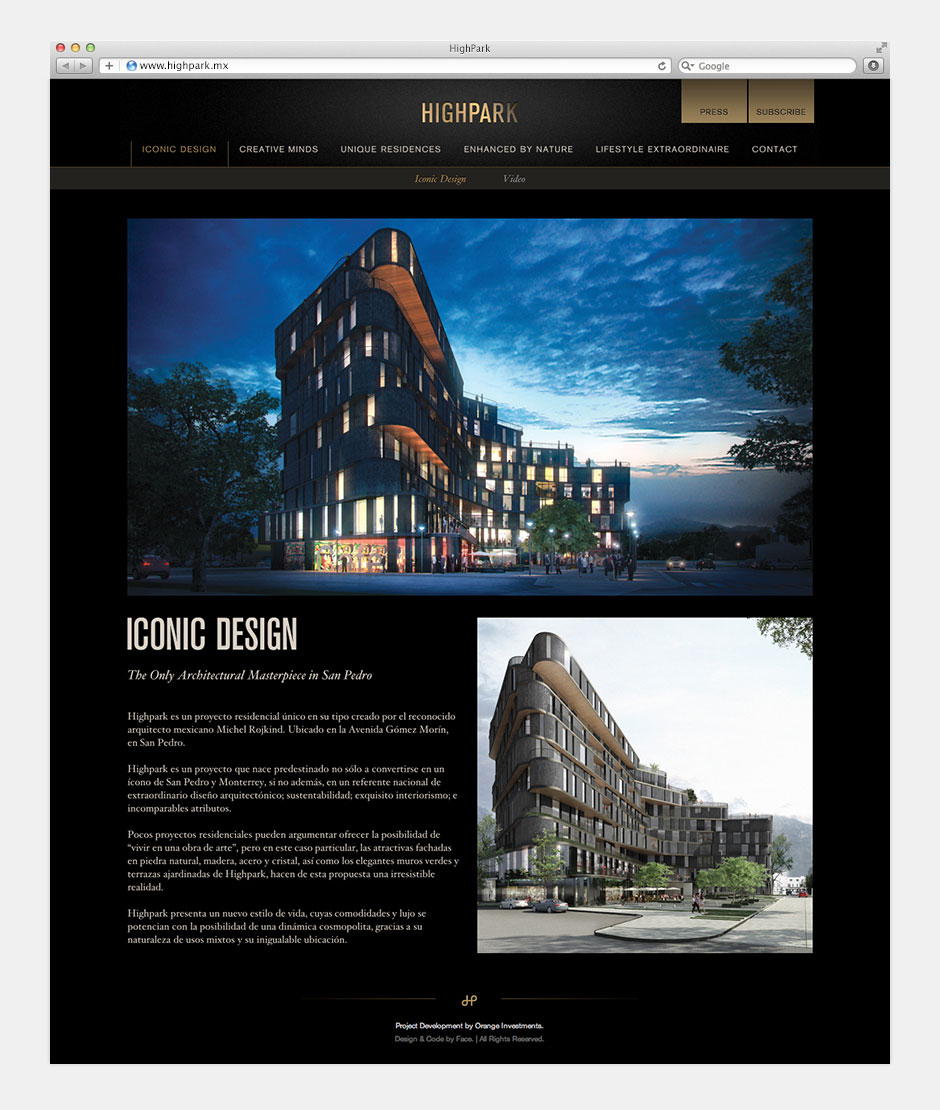 HighPark
www.highpark.mx
Google
HIGHPARK
PRESS
SUBSCRIBE
ICONIC DESIGN
CREATIVE MINDS
UNIQUE RESIDENCES
ENHANCED BY NATURE
LIFESTYLE EXTRAORDINAIRE
CONTACT
Iconic Design
Video
ICONIC DESIGN
The Only Architectural Masterpiece in San Pedro
Highpark es un proyecto residencial único en su tipo creado por el reconocido
arquitecto mexicano Michel Rojkind. Ubicado en la Avenida Gómez Morín,
en San Pedro.
Highpark es un proyecto que nace predestinado no sólo a convertirse en un
ícono de San Pedro y Monterrey, si no además, en un referente nacional de
extraordinario diseño arquitectónico; sustentabilidad; exquisito interiorismo; e
incomparables atributos.
Pocos proyectos residenciales pueden argumentar ofrecer la posibilidad de
“vivir en una obra de arte”, pero en este caso particular, las atractivas fachadas
en piedra natural, madera, acero y cristal, así como los elegantes muros verdes y
terrazas ajardinadas de Highpark, hacen de esta propuesta una irresistible
realidad.
Highpark presenta un nuevo estilo de vida, cuyas comodidades y lujo se
potencian con la posibilidad de una dinámica cosmopolita, gracias a su
naturaleza de usos mixtos y su inigualable ubicación.
HP
Project Development by Orange Investments.
Design & Code by Face. | All Rights Reserved.